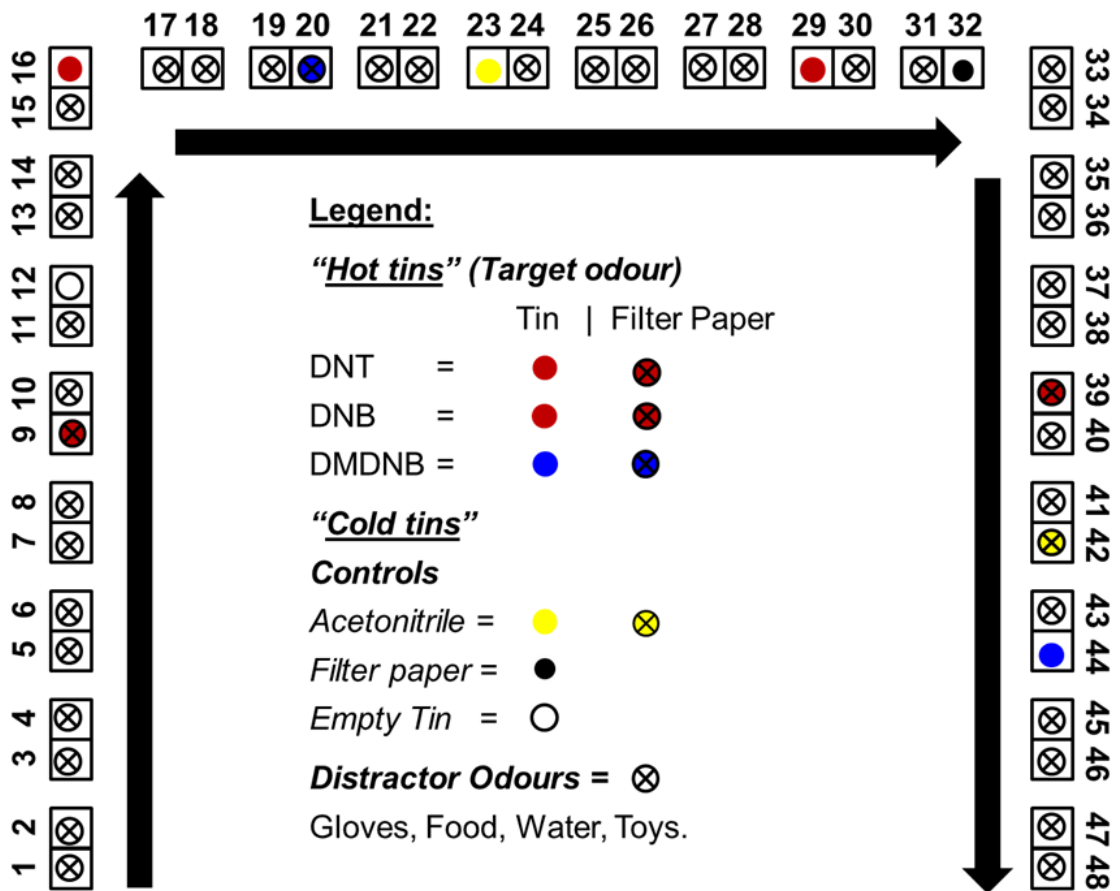 17 18 19 20 21 22 23 24 25 26 27 28 29 30 31 32
16
15
14
13
12
11
10
9
8
7
6
5
4
3
2
1
33
34
35
36
37
38
39
40
41
42
43
44
45
46
47
48
Legend:
“Hot tins” (Target odour)
Tin | Filter Paper
DNT =
DNB =
DMDNB =
“Cold tins”
Controls
Acetonitrile =
Filter paper =
Empty Tin =
Distractor Odours =
Gloves, Food, Water, Toys.